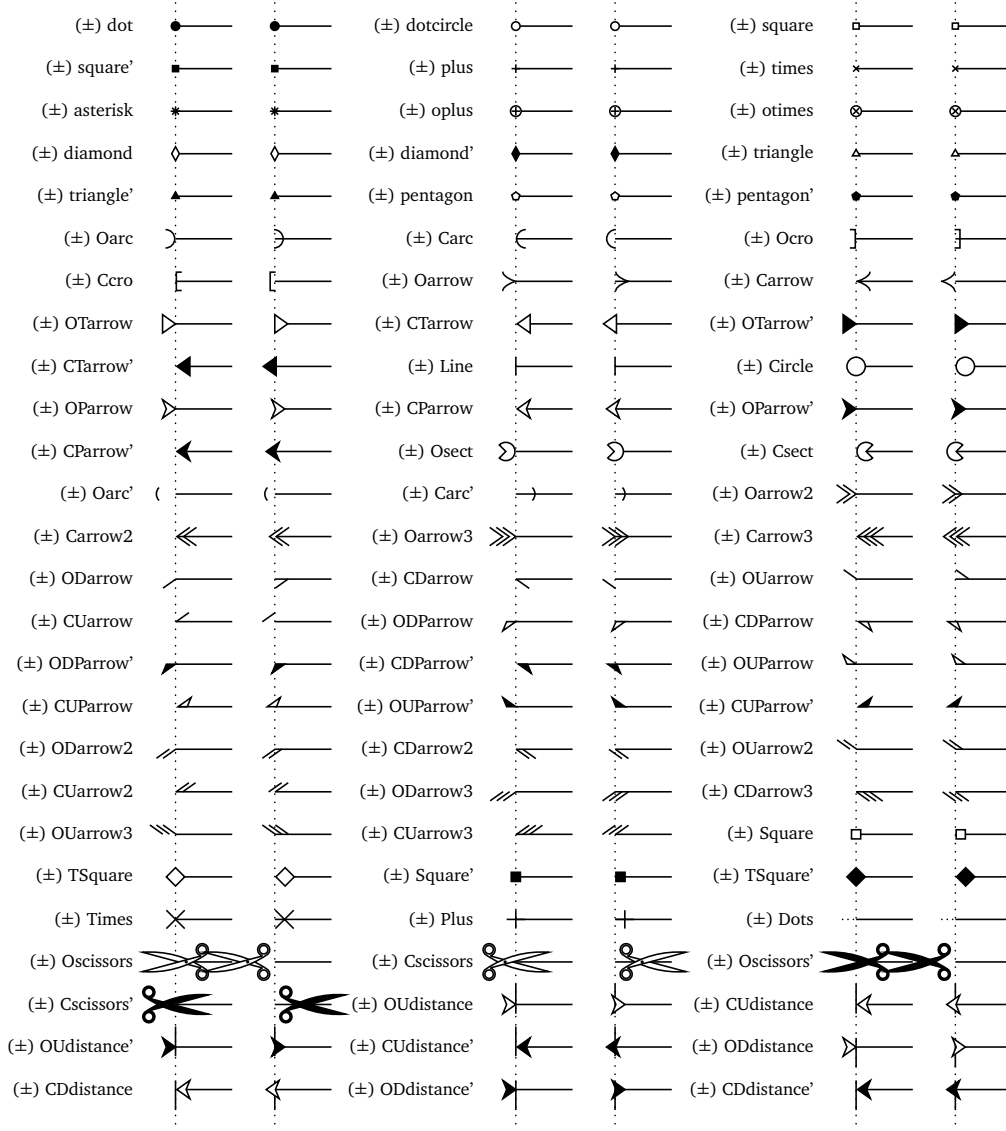 (±) dot (±) dotcircle (±) square
(±) square’ (±) plus (±) times
(±) asterisk (±) oplus (±) otimes
(±) diamond (±) diamond’ (±) triangle
(±) triangle’ (±) pentagon (±) pentagon’
(±) Oarc (±) Carc (±) Ocro
(±) Ccro (±) Oarrow (±) Carrow
(±) OTarrow (±) CTarrow (±) OTarrow’
(±) CTarrow’ (±) Line (±) Circle
(±) OParrow (±) CParrow (±) OParrow’
(±) CParrow’ (±) Osect (±) Csect
(±) Oarc’ (±) Carc’ (±) Oarrow2
(±) Carrow2 (±) Oarrow3 (±) Carrow3
(±) ODarrow (±) CDarrow (±) OUarrow
(±) CUarrow (±) ODParrow (±) CDParrow
(±) ODParrow’ (±) CDParrow’ (±) OUParrow
(±) CUParrow (±) OUParrow’ (±) CUParrow’
(±) ODarrow2 (±) CDarrow2 (±) OUarrow2
(±) CUarrow2 (±) ODarrow3 (±) CDarrow3
(±) OUarrow3 (±) CUarrow3 (±) Square
(±) TSquare (±) Square’ (±) TSquare’
(±) Times (±) Plus (±) Dots
(±) Oscissors (±) Cscissors (±) Oscissors’
(±) Cscissors’ (±) OUdistance (±) CUdistance
(±) OUdistance’ (±) CUdistance’ (±) ODdistance
(±) CDdistance (±) ODdistance’ (±) CDdistance’